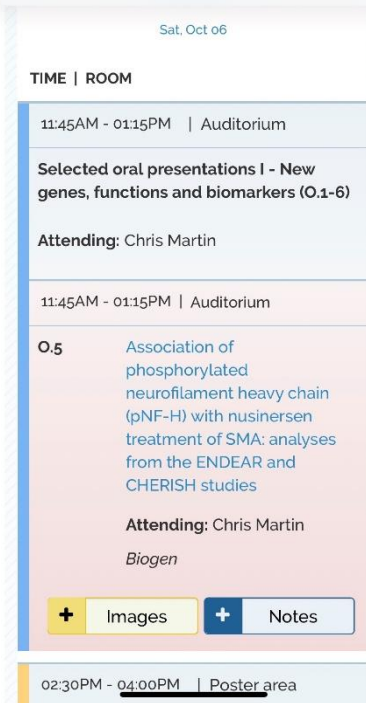 Sat, Oct 06
TIME | ROOM
11:45AM - 01:15PM | Auditorium
Selected oral presentations I - New
genes, functions and biomarkers (O.1-6)
Attending: Chris Martin
11:45AM - 01:15PM | Auditorium
O.5 Association of
phosphorylated
neurofilament heavy chain
(pNF-H) with nusinersen
treatment of SMA: analyses
from the ENDEAR and
CHERISH studies
Attending: Chris Martin
Biogen
+ Images + Notes
02:30PM - 04:00PM | Poster area